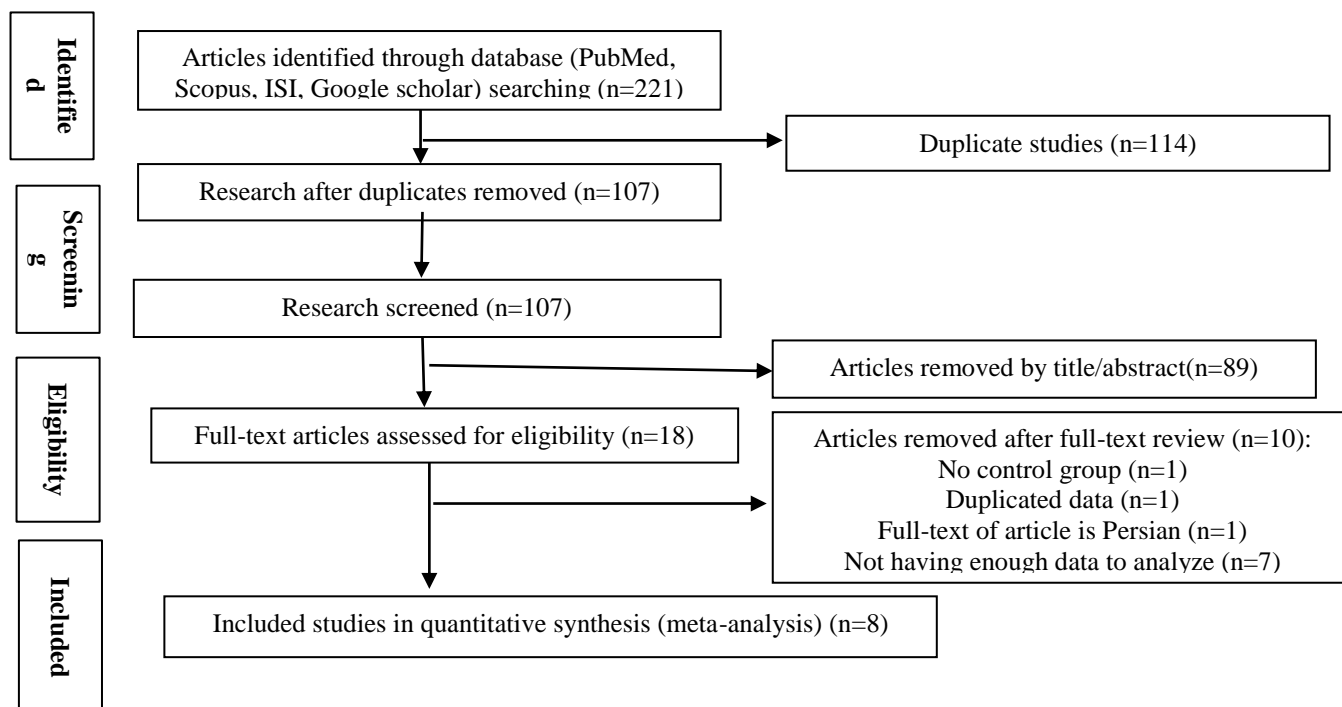 Identifie
d
Articles identified through database (PubMed,
Scopus, ISI, Google scholar) searching (n=221)
Duplicate studies (n=114)
Research after duplicates removed (n=107)
Screenin
g
Research screened (n=107)
Articles removed by title/abstract(n=89)
Eligibility
Full-text articles assessed for eligibility (n=18)
Articles removed after full-text review (n=10):
No control group (n=1)
Duplicated data (n=1)
Full-text of article is Persian (n=1)
Not having enough data to analyze (n=7)
Included
Included studies in quantitative synthesis (meta-analysis) (n=8)